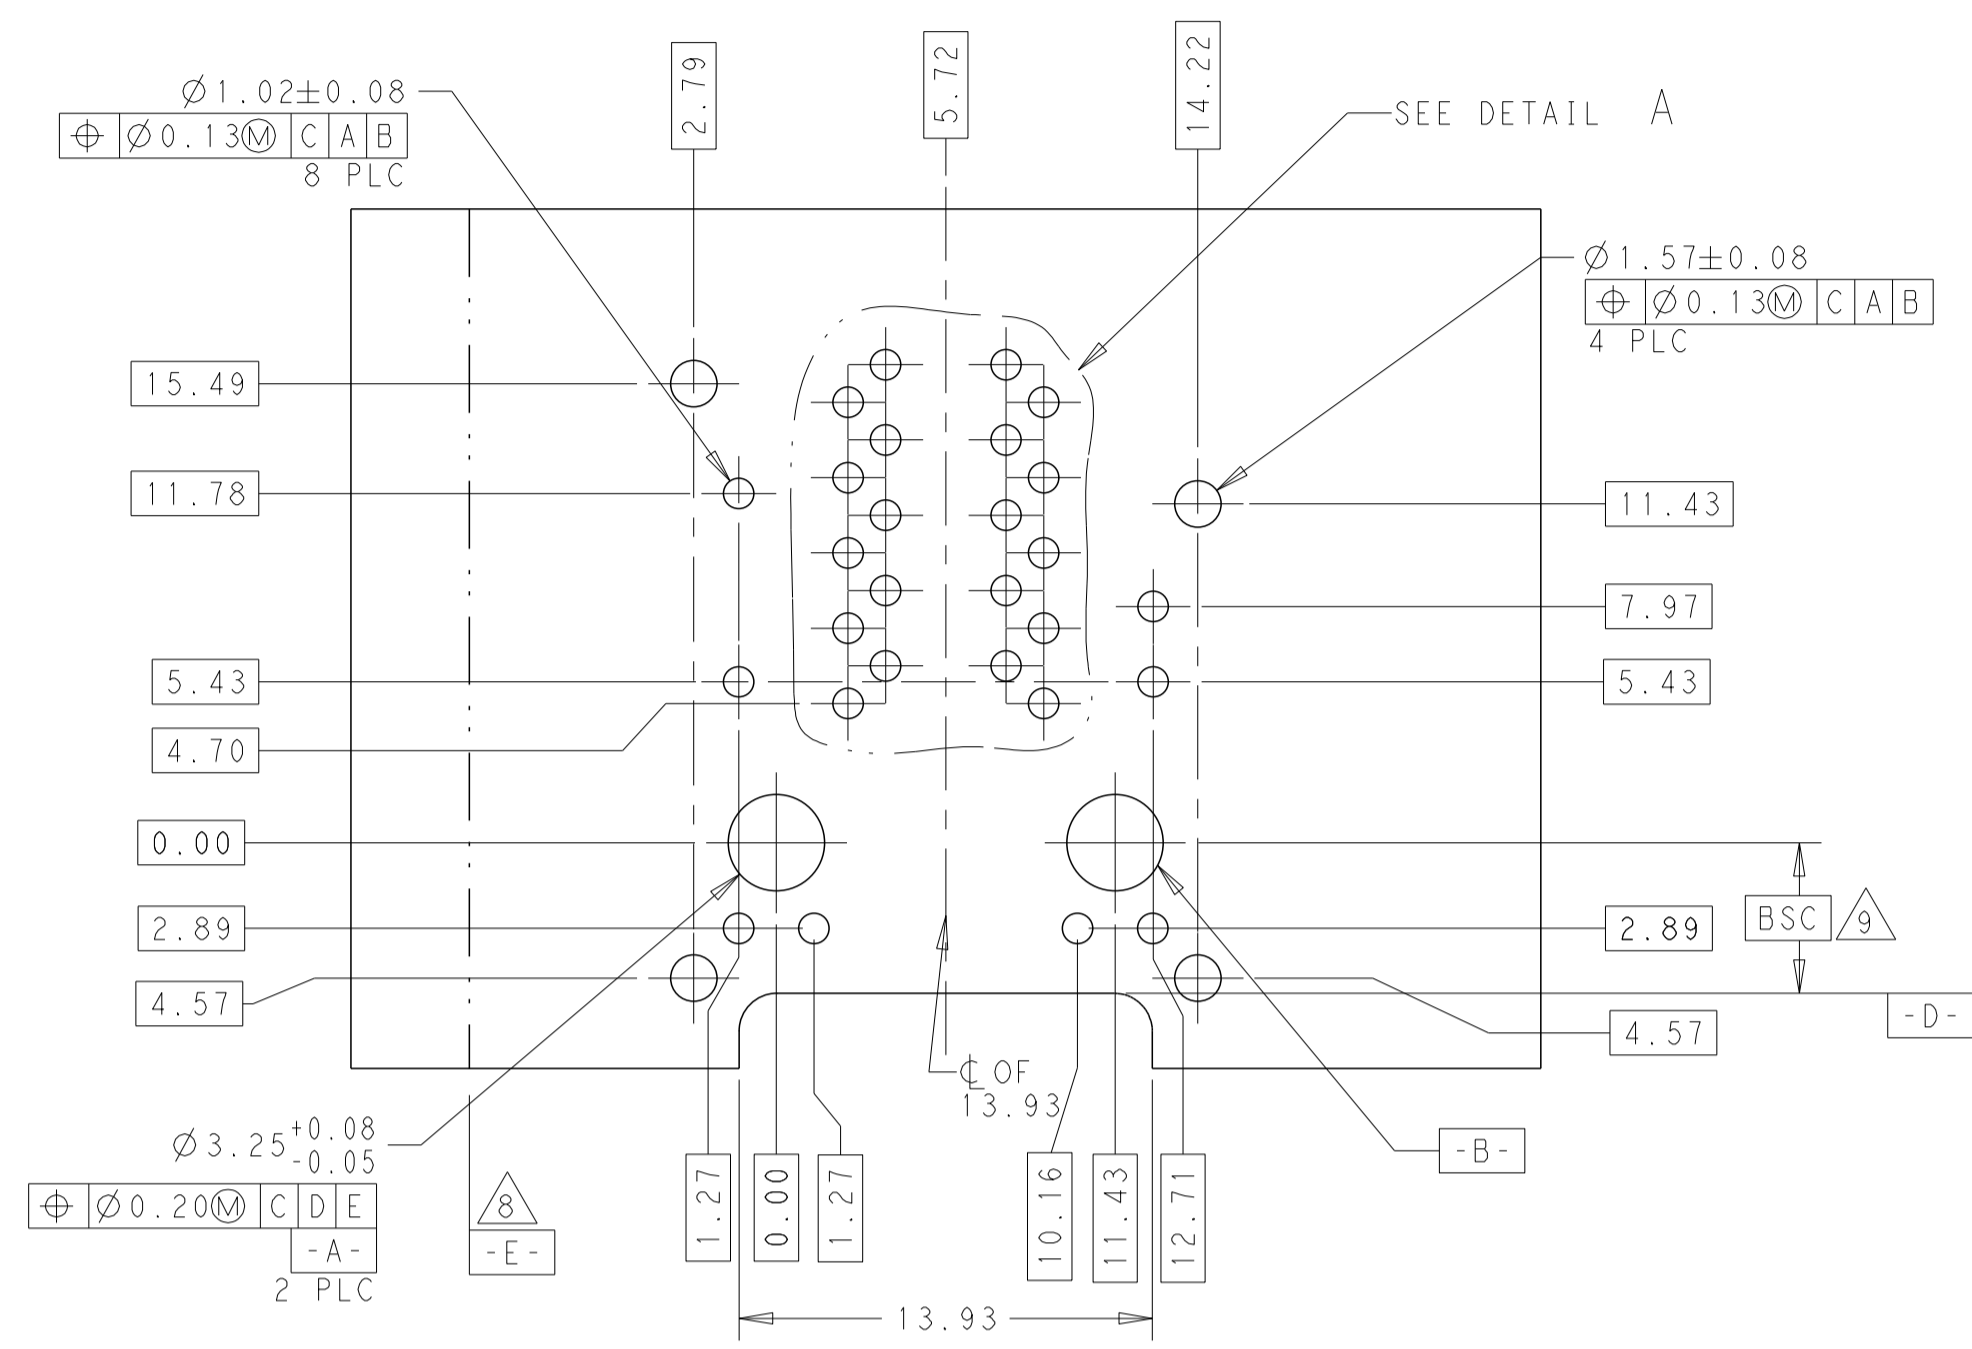 2.79
5.72
14.22
Ø1.02±0.08
⌖ Ø0.13Ⓜ C A B
8 PLC
SEE DETAIL A
Ø1.57±0.08
⌖ Ø0.13Ⓜ C A B
4 PLC
15.49
11.78
11.43
7.97
5.43
5.43
4.70
0.00
2.89
2.89
BSC 9
4.57
4.57
-D-
℄ OF
13.93
Ø3.25 +0.08
-0.05
⌖ Ø0.20Ⓜ C D E
-A-
2 PLC
8
-E-
1.27
0.00
1.27
10.16
11.43
12.71
-B-
13.93